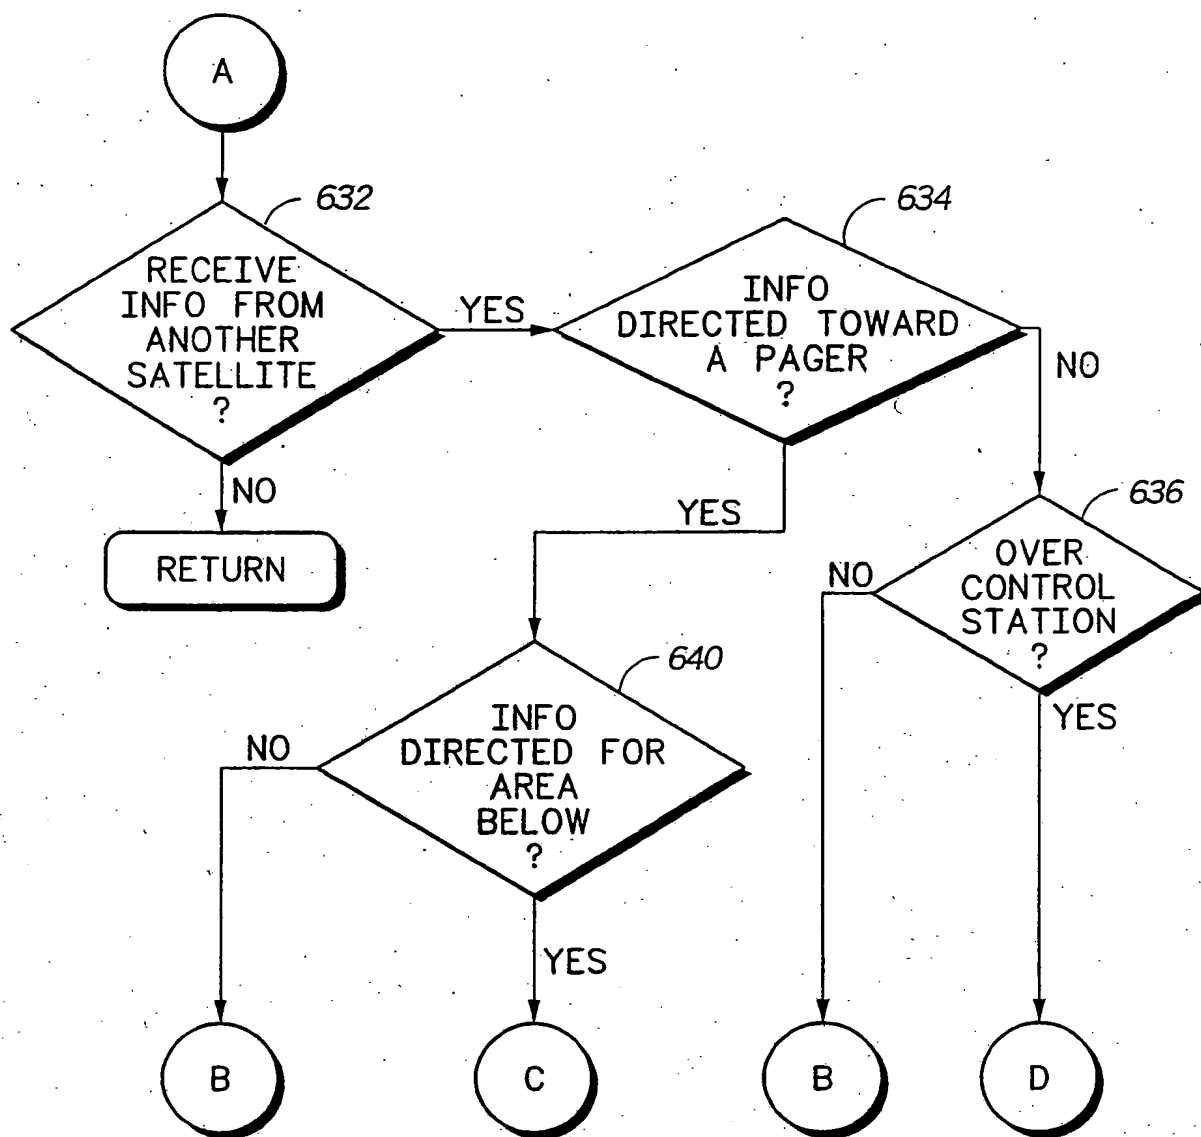 A
632
RECEIVE
INFO FROM
ANOTHER
SATELLITE
?
YES
634
INFO
DIRECTED TOWARD
A PAGER
?
NO
NO
RETURN
YES
636
OVER
CONTROL
STATION
?
NO
YES
640
INFO
DIRECTED FOR
AREA
BELOW
?
NO
YES
B
C
B
D